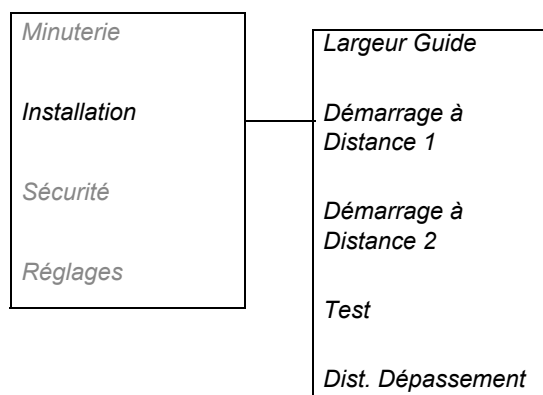 Minuterie
Installation
Sécurité
Réglages
Largeur Guide
Démarrage à
Distance 1
Démarrage à
Distance 2
Test
Dist. Dépassement